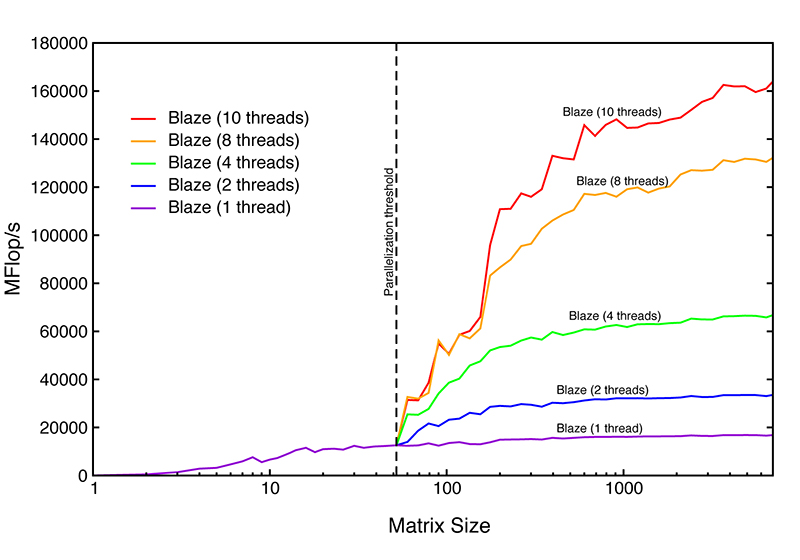 180000
160000
140000
120000
100000
80000
60000
40000
20000
0
MFlop/s
Blaze (10 threads)
Blaze (8 threads)
Blaze (4 threads)
Blaze (2 threads)
Blaze (1 thread)
Parallelization threshold
Blaze (10 threads)
Blaze (8 threads)
Blaze (4 threads)
Blaze (2 threads)
Blaze (1 thread)
1 10 100 1000
Matrix Size